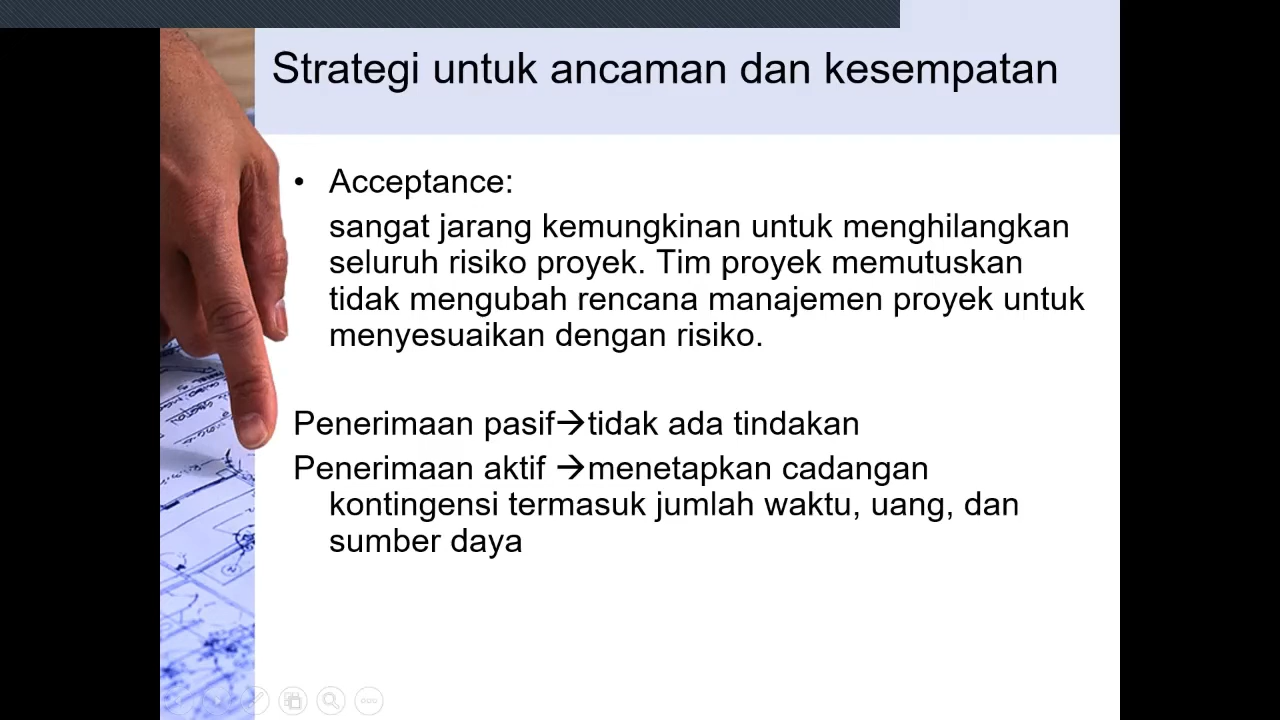 Strategi untuk ancaman dan kesempatan
• Acceptance:
sangat jarang kemungkinan untuk menghilangkan
seluruh risiko proyek. Tim proyek memutuskan
tidak mengubah rencana manajemen proyek untuk
menyesuaikan dengan risiko.
Penerimaan pasif→tidak ada tindakan
Penerimaan aktif →menetapkan cadangan
kontingensi termasuk jumlah waktu, uang, dan
sumber daya